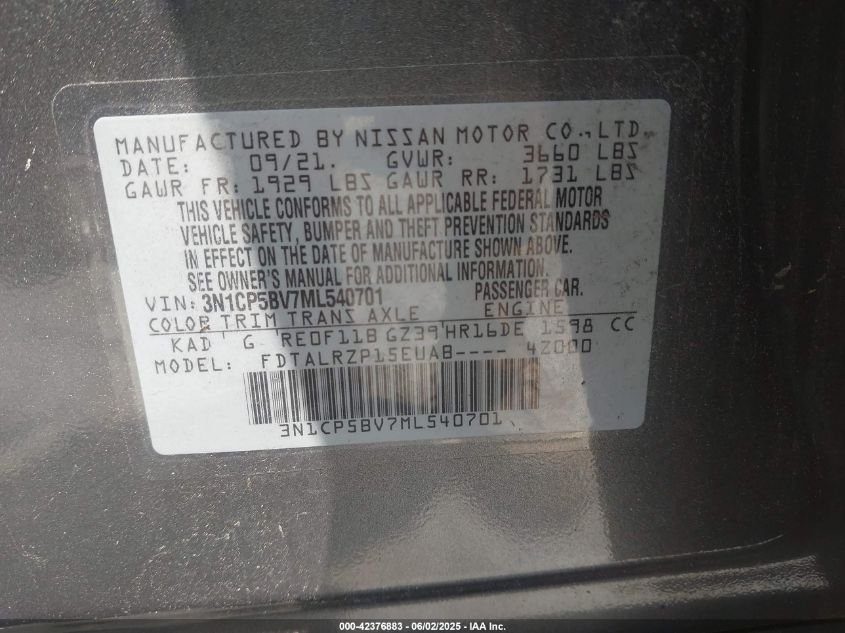 MANUFACTURED BY NISSAN MOTOR CO., LTD.
DATE: 09/21. GVWR: 3660 LBS
GAWR FR: 1929 LBS GAWR RR: 1731 LBS
THIS VEHICLE CONFORMS TO ALL APPLICABLE FEDERAL MOTOR
VEHICLE SAFETY, BUMPER AND THEFT PREVENTION STANDARDS
IN EFFECT ON THE DATE OF MANUFACTURE SHOWN ABOVE.
SEE OWNER'S MANUAL FOR ADDITIONAL INFORMATION.
VIN: 3N1CP5BV7ML540701 PASSENGER CAR.
COLOR TRIM TRANS AXLE ENGINE
KAD G RE0F11B GZ39 HR16DE 1598 CC
MODEL: FDTALRZP15EUAB---- 4Z000
3N1CP5BV7ML540701
000-42376883 - 06/02/2025 - IAA Inc.